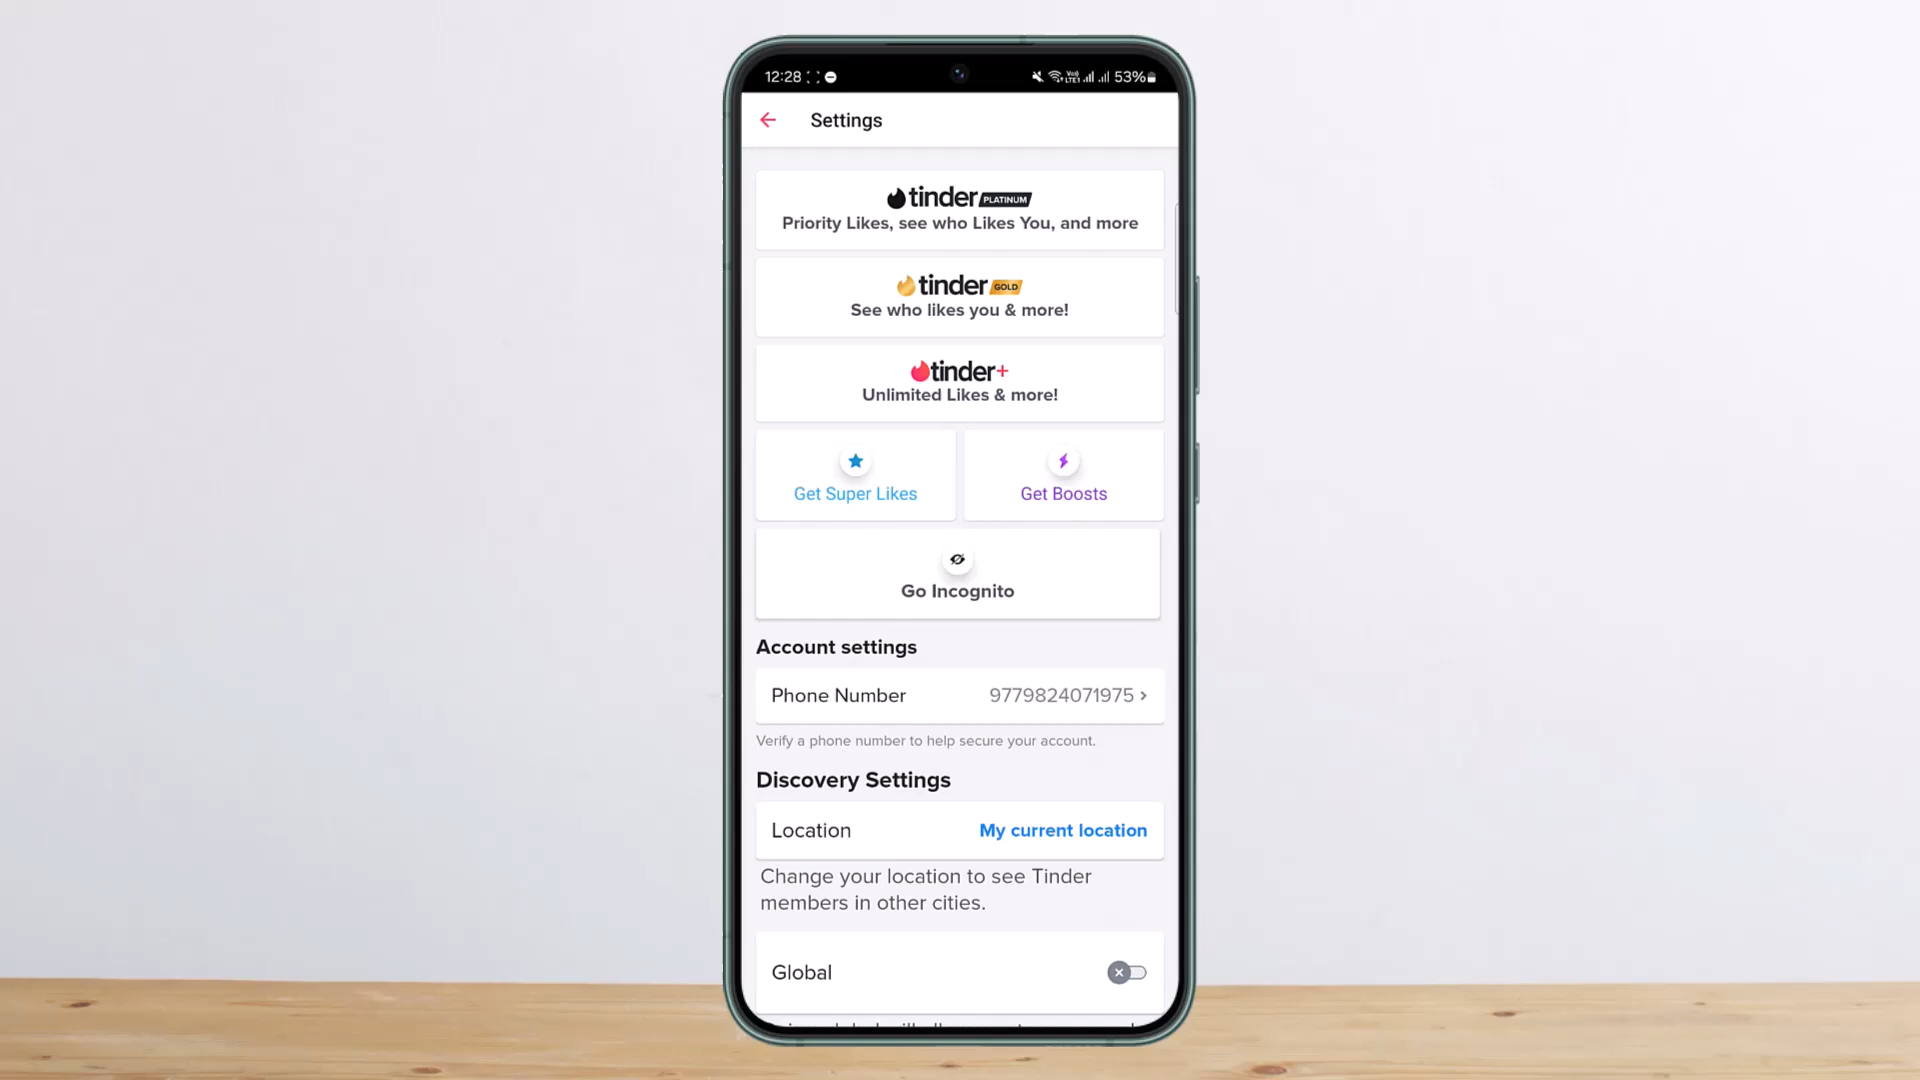 12:28 53%
Settings
tinder PLATINUM
Priority Likes, see who Likes You, and more
tinder GOLD
See who likes you & more!
tinder+
Unlimited Likes & more!
Get Super Likes Get Boosts
Go Incognito
Account settings
Phone Number 9779824071975 >
Verify a phone number to help secure your account.
Discovery Settings
Location My current location
Change your location to see Tinder
members in other cities.
Global